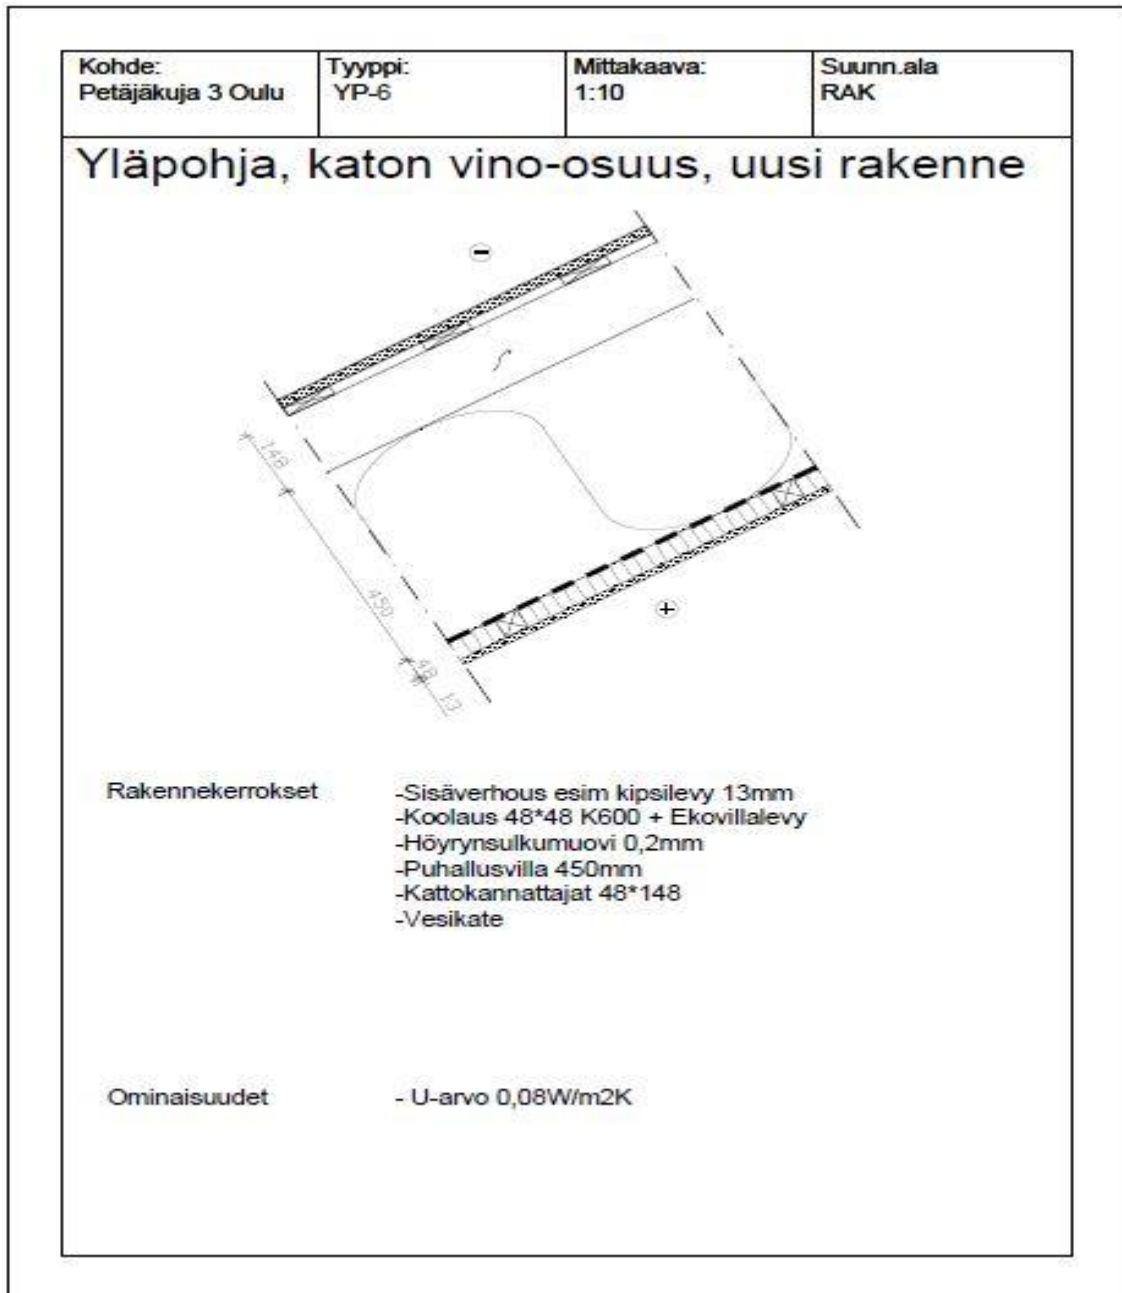 Kohde:
Petäjäkuja 3 Oulu
Tyyppi:
YP-6
Mittakaava:
1:10
Suunn.ala
RAK
Yläpohja, katon vino-osuus, uusi rakenne
-
148
450
48
13
+
Rakennekerrokset
-Sisäverhous esim kipsilevy 13mm
-Koolaus 48*48 K600 + Ekovillalevy
-Höyrynsulkumuovi 0,2mm
-Puhallusvilla 450mm
-Kattokannattajat 48*148
-Vesikate
Ominaisuudet
- U-arvo 0,08W/m2K